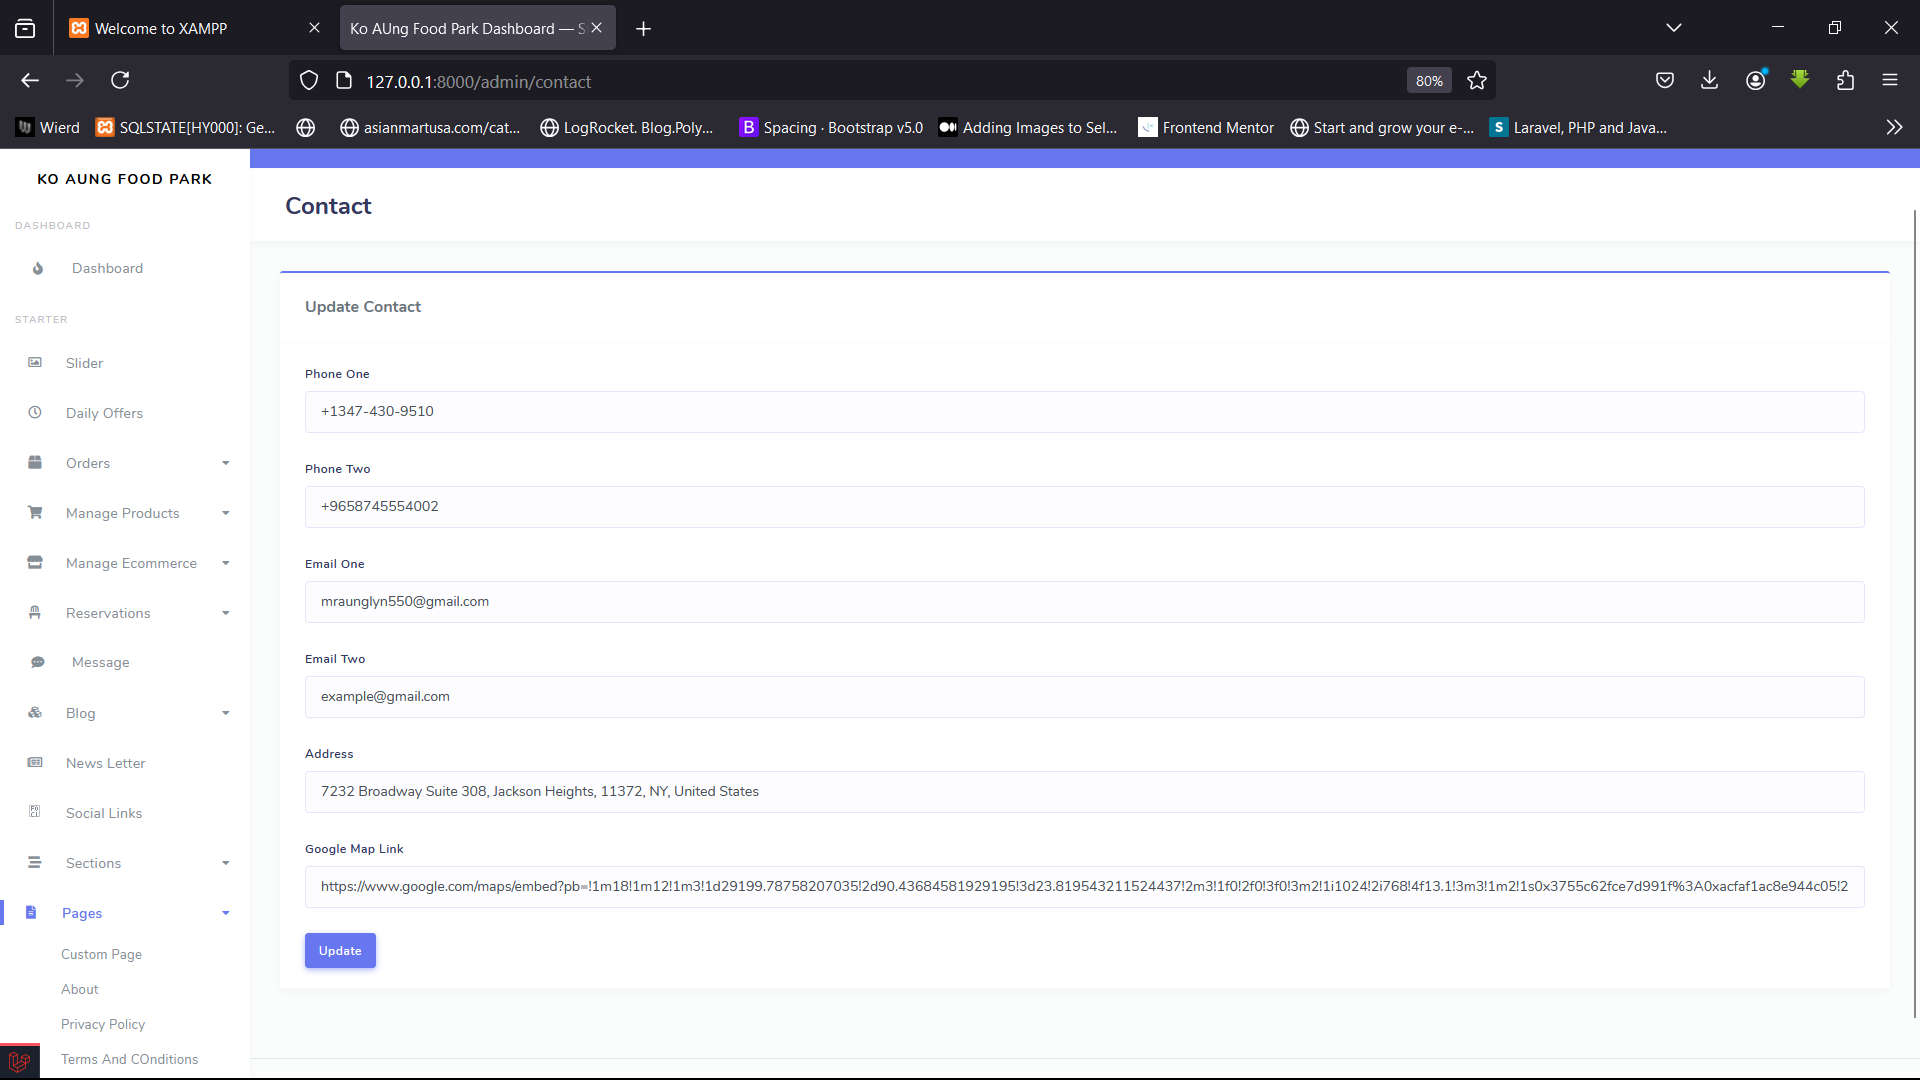 Welcome to XAMPP
Ko AUng Food Park Dashboard — S
127.0.0.1:8000/admin/contact
80%
Wierd
SQLSTATE[HY000]: Ge...
asianmartusa.com/cat...
LogRocket. Blog.Poly...
B Spacing · Bootstrap v5.0
Adding Images to Sel...
Frontend Mentor
Start and grow your e-...
S Laravel, PHP and Java...
KO AUNG FOOD PARK
DASHBOARD
Dashboard
STARTER
Slider
Daily Offers
Orders
Manage Products
Manage Ecommerce
Reservations
Message
Blog
News Letter
Social Links
Sections
Pages
Custom Page
About
Privacy Policy
Terms And COnditions
Contact
Update Contact
Phone One
+1347-430-9510
Phone Two
+9658745554002
Email One
mraunglyn550@gmail.com
Email Two
example@gmail.com
Address
7232 Broadway Suite 308, Jackson Heights, 11372, NY, United States
Google Map Link
https://www.google.com/maps/embed?pb=!1m18!1m12!1m3!1d29199.78758207035!2d90.43684581929195!3d23.819543211524437!2m3!1f0!2f0!3f0!3m2!1i1024!2i768!4f13.1!3m3!1m2!1s0x3755c62fce7d991f%3A0xacfaf1ac8e944c05!2
Update